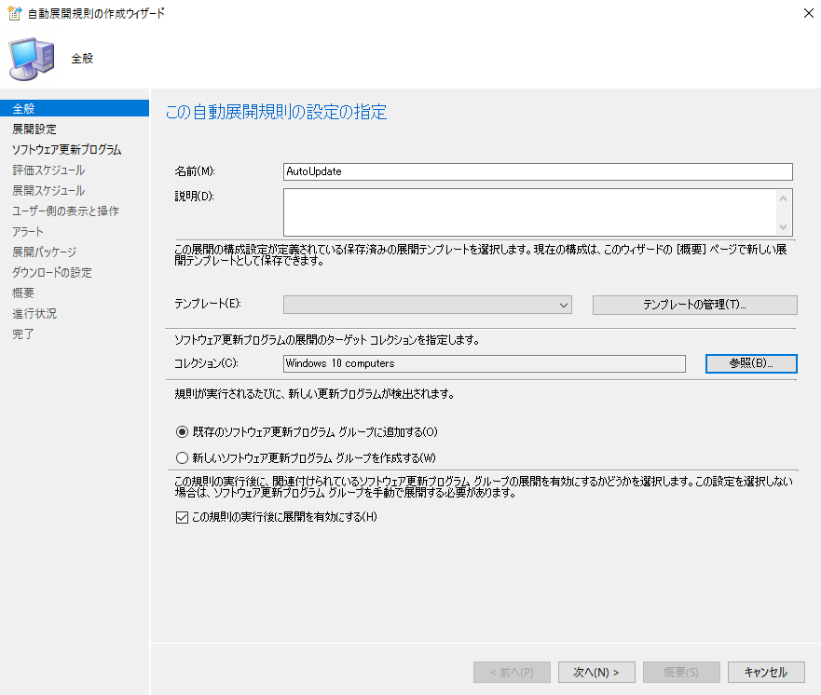 自動展開規則の作成ウィザード
全般
全般
展開設定
ソフトウェア更新プログラム
評価スケジュール
展開スケジュール
ユーザー側の表示と操作
アラート
展開パッケージ
ダウンロードの設定
概要
進行状況
完了
この自動展開規則の設定の指定
名前(M):
AutoUpdate
説明(D):
この展開の構成設定が定義されている保存済みの展開テンプレートを選択します。現在の構成は、このウィザードの [概要] ページで新しい展
開テンプレートとして保存できます。
テンプレート(E):
テンプレートの管理(T)...
ソフトウェア更新プログラムの展開のターゲット コレクションを指定します。
コレクション(C):
Windows 10 computers
参照(B)...
規則が実行されるたびに、新しい更新プログラムが検出されます。
既存のソフトウェア更新プログラム グループに追加する(O)
新しいソフトウェア更新プログラム グループを作成する(W)
この規則の実行後に、関連付けられているソフトウェア更新プログラム グループの展開を有効にするかどうかを選択します。この設定を選択しない
場合は、ソフトウェア更新プログラム グループを手動で展開する必要があります。
この規則の実行後に展開を有効にする(H)
< 前へ(P)
次へ(N) >
概要(S)
キャンセル